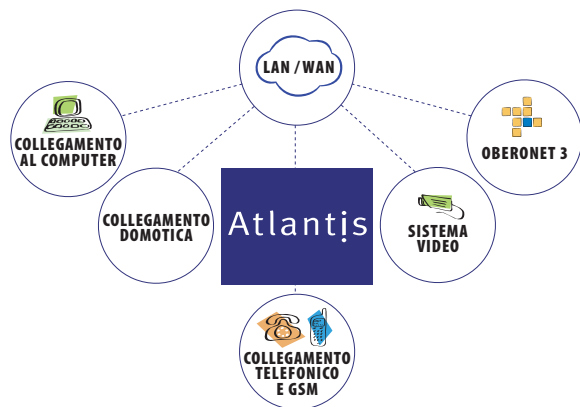 LAN / WAN
COLLEGAMENTO
AL COMPUTER
OBERONET 3
COLLEGAMENTO
DOMOTICA
Atlantis
SISTEMA
VIDEO
COLLEGAMENTO
TELEFONICO
E GSM